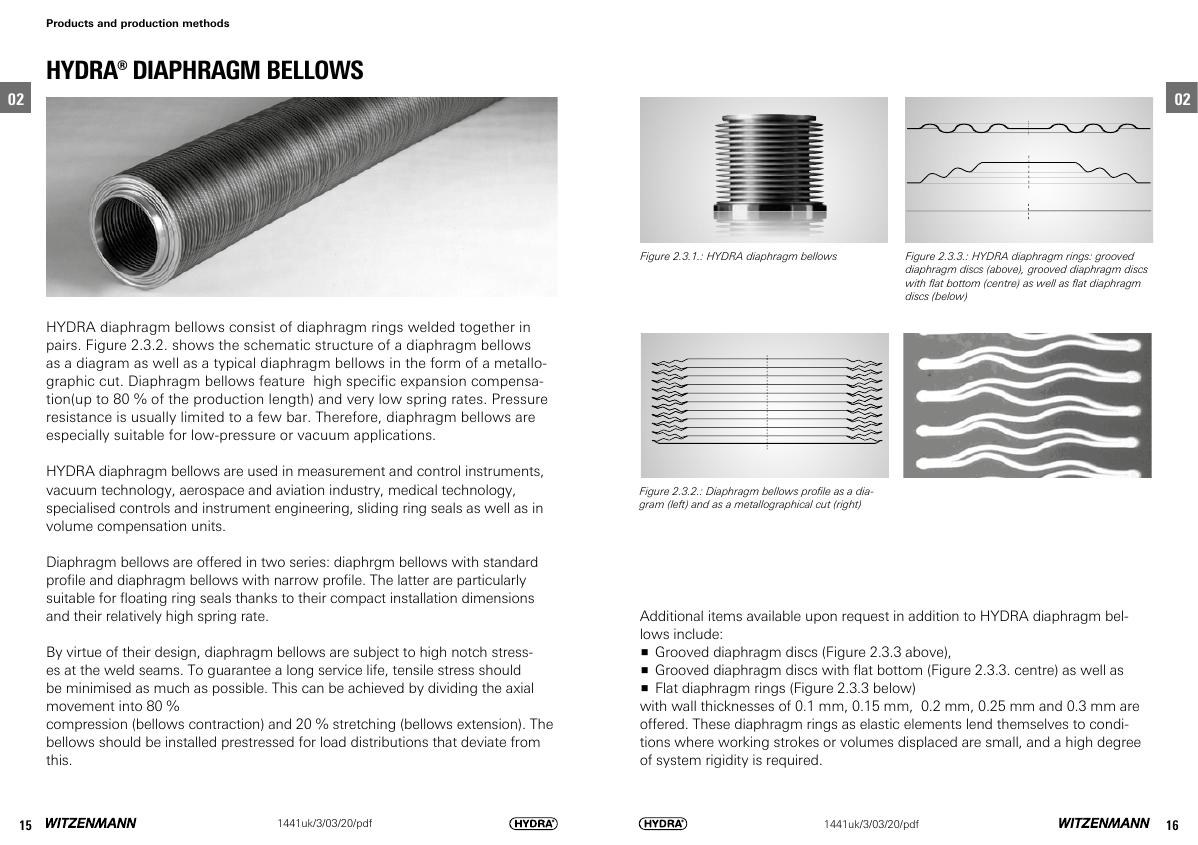 Products and production methods
HYDRA® DIAPHRAGM BELLOWS
02
HYDRA diaphragm bellows consist of diaphragm rings welded together in
pairs. Figure 2.3.2. shows the schematic structure of a diaphragm bellows
as a diagram as well as a typical diaphragm bellows in the form of a metallo-
graphic cut. Diaphragm bellows feature  high specific expansion compensa-
tion(up to 80 % of the production length) and very low spring rates. Pressure
resistance is usually limited to a few bar. Therefore, diaphragm bellows are
especially suitable for low-pressure or vacuum applications.
HYDRA diaphragm bellows are used in measurement and control instruments,
vacuum technology, aerospace and aviation industry, medical technology,
specialised controls and instrument engineering, sliding ring seals as well as in
volume compensation units.
Diaphragm bellows are offered in two series: diaphrgm bellows with standard
profile and diaphragm bellows with narrow profile. The latter are particularly
suitable for floating ring seals thanks to their compact installation dimensions
and their relatively high spring rate.
By virtue of their design, diaphragm bellows are subject to high notch stress-
es at the weld seams. To guarantee a long service life, tensile stress should
be minimised as much as possible. This can be achieved by dividing the axial
movement into 80 %
compression (bellows contraction) and 20 % stretching (bellows extension). The
bellows should be installed prestressed for load distributions that deviate from
this.
15 WITZENMANN 1441uk/3/03/20/pdf HYDRA®
02
Figure 2.3.1.: HYDRA diaphragm bellows
Figure 2.3.3.: HYDRA diaphragm rings: grooved
diaphragm discs (above), grooved diaphragm discs
with flat bottom (centre) as well as flat diaphragm
discs (below)
Figure 2.3.2.: Diaphragm bellows profile as a dia-
gram (left) and as a metallographical cut (right)
Additional items available upon request in addition to HYDRA diaphragm bel-
lows include:
■ Grooved diaphragm discs (Figure 2.3.3 above),
■ Grooved diaphragm discs with flat bottom (Figure 2.3.3. centre) as well as
■ Flat diaphragm rings (Figure 2.3.3 below)
with wall thicknesses of 0.1 mm, 0.15 mm,  0.2 mm, 0.25 mm and 0.3 mm are
offered. These diaphragm rings as elastic elements lend themselves to condi-
tions where working strokes or volumes displaced are small, and a high degree
of system rigidity is required.
HYDRA® 1441uk/3/03/20/pdf WITZENMANN 16